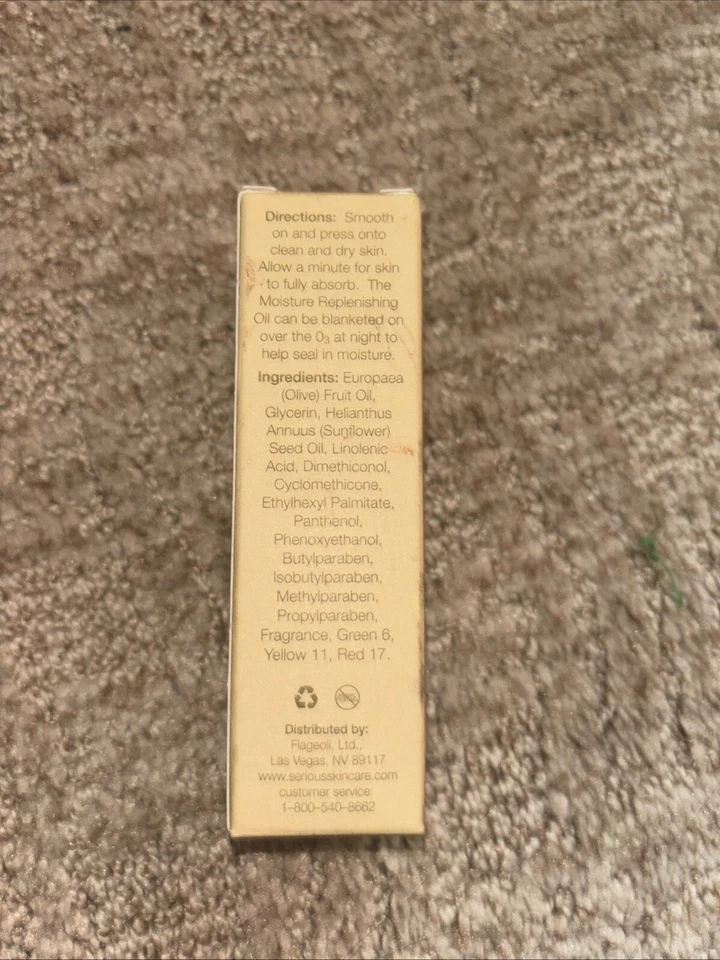 Directions: Smooth
on and press onto
clean and dry skin.
Allow a minute for skin
to fully absorb. The
Moisture Replenishing
Oil can be blanketed on
over the 0₃ at night to
help seal in moisture.
Ingredients: Europaea
(Olive) Fruit Oil,
Glycerin, Helianthus
Annuus (Sunflower)
Seed Oil, Linolenic
Acid, Dimethiconol,
Cyclomethicone,
Ethylhexyl Palmitate,
Panthenol,
Phenoxyethanol,
Butylparaben,
Isobutylparaben,
Methylparaben,
Propylparaben,
Fragrance, Green 6,
Yellow 11, Red 17.
Distributed by:
Flageoli, Ltd.,
Las Vegas, NV 89117
www.seriousskincare.com
customer service:
1-800-540-8662